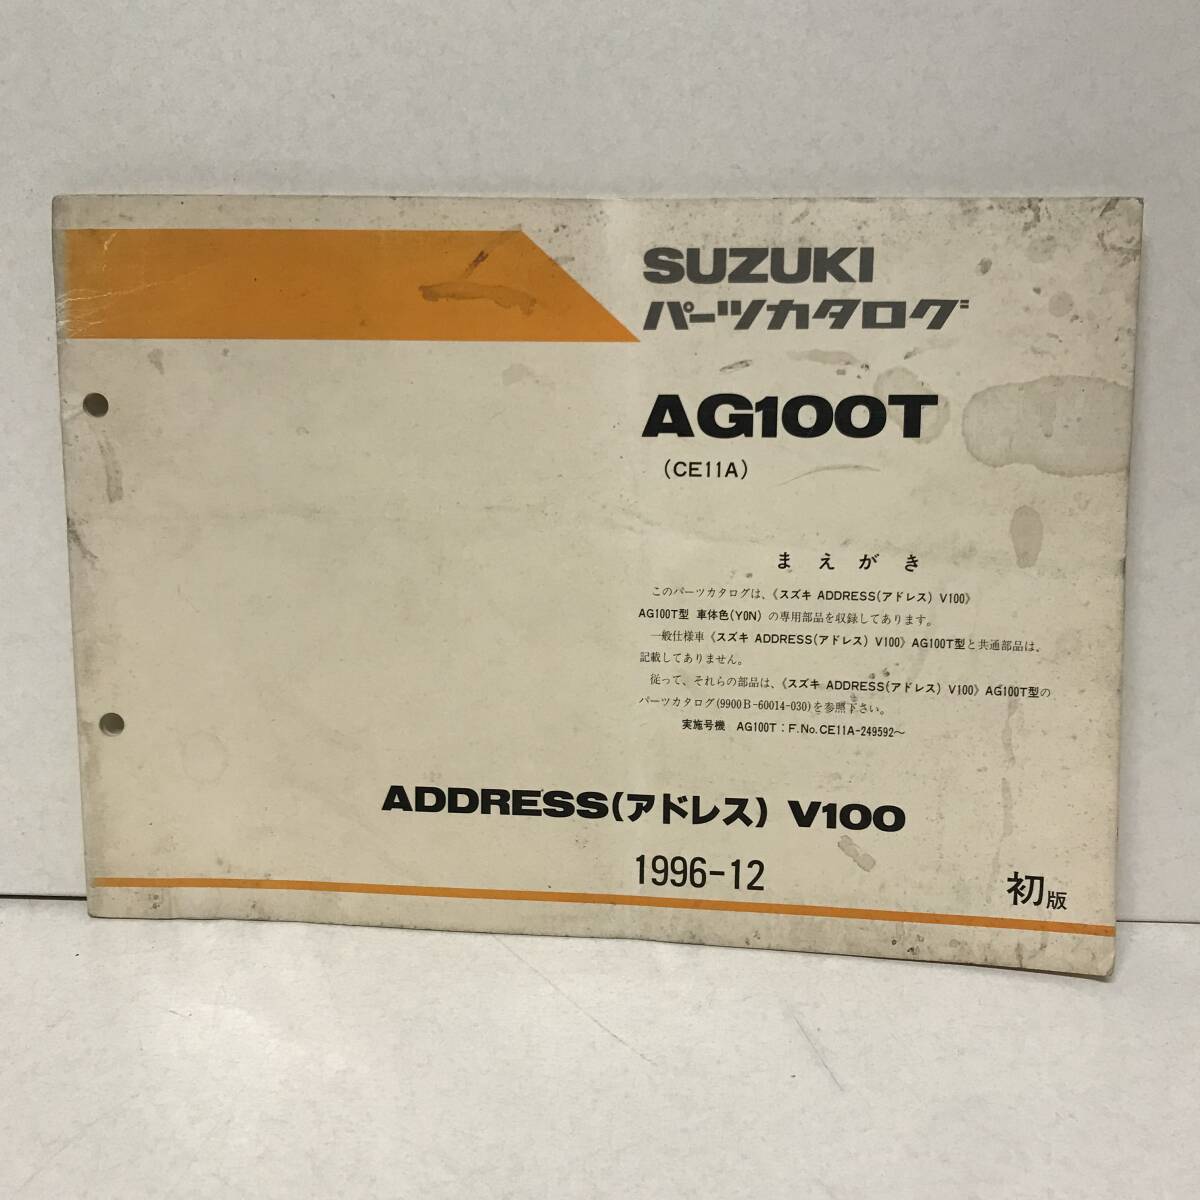 SUZUKI
パーツカタログ
AG100T
(CE11A)
まえがき
このパーツカタログは、《スズキ ADDRESS(アドレス) V100》
AG100T型 車体色(Y0N) の専用部品を収録してあります。
一般仕様車《スズキ ADDRESS(アドレス) V100》AG100T型と共通部品は、
記載してありません。
従って、それらの部品は、《スズキ ADDRESS(アドレス) V100》AG100T型の
パーツカタログ(9900B-60014-030)を参照下さい。
実施号機 AG100T : F.No.CE11A-249592〜
ADDRESS(アドレス) V100
1996-12
初版